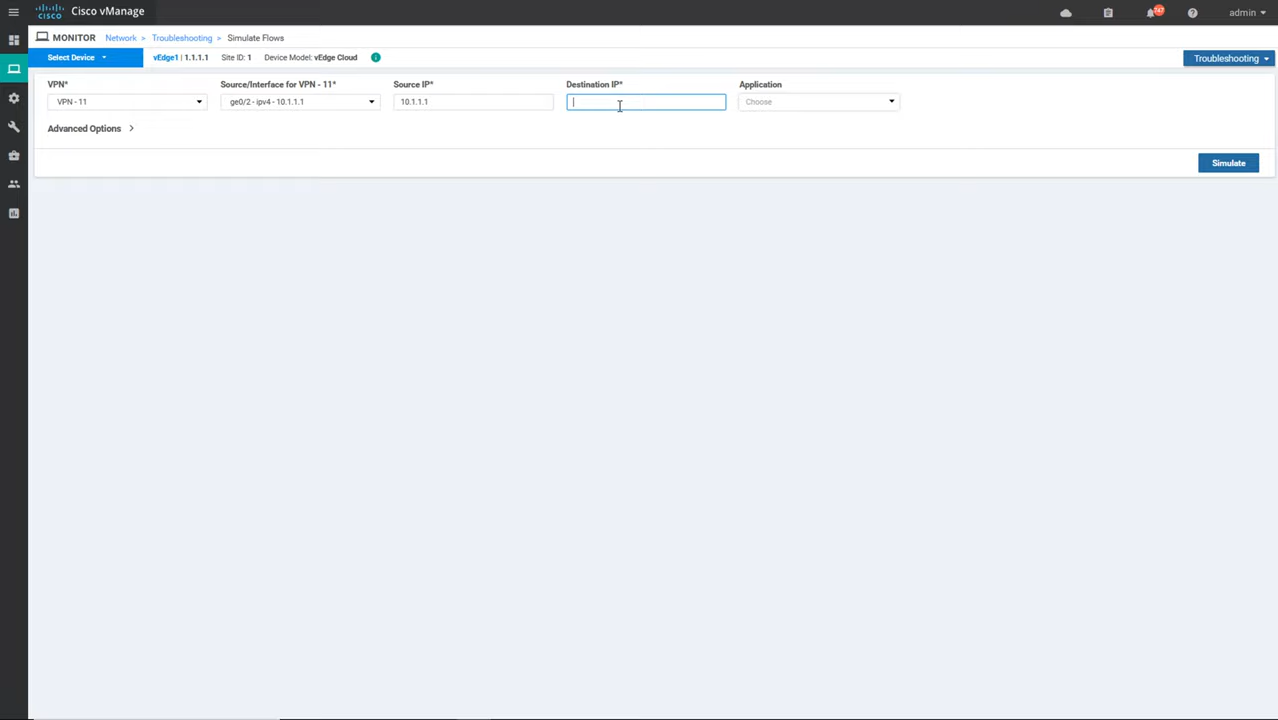 CISCO Cisco vManage 747 admin
MONITOR Network > Troubleshooting > Simulate Flows
Select Device vEdge1 | 1.1.1.1 Site ID: 1 Device Model: vEdge Cloud Troubleshooting
VPN* Source/Interface for VPN - 11* Source IP* Destination IP* Application
VPN - 11 ge0/2 - ipv4 - 10.1.1.1 10.1.1.1 Choose
Advanced Options >
Simulate